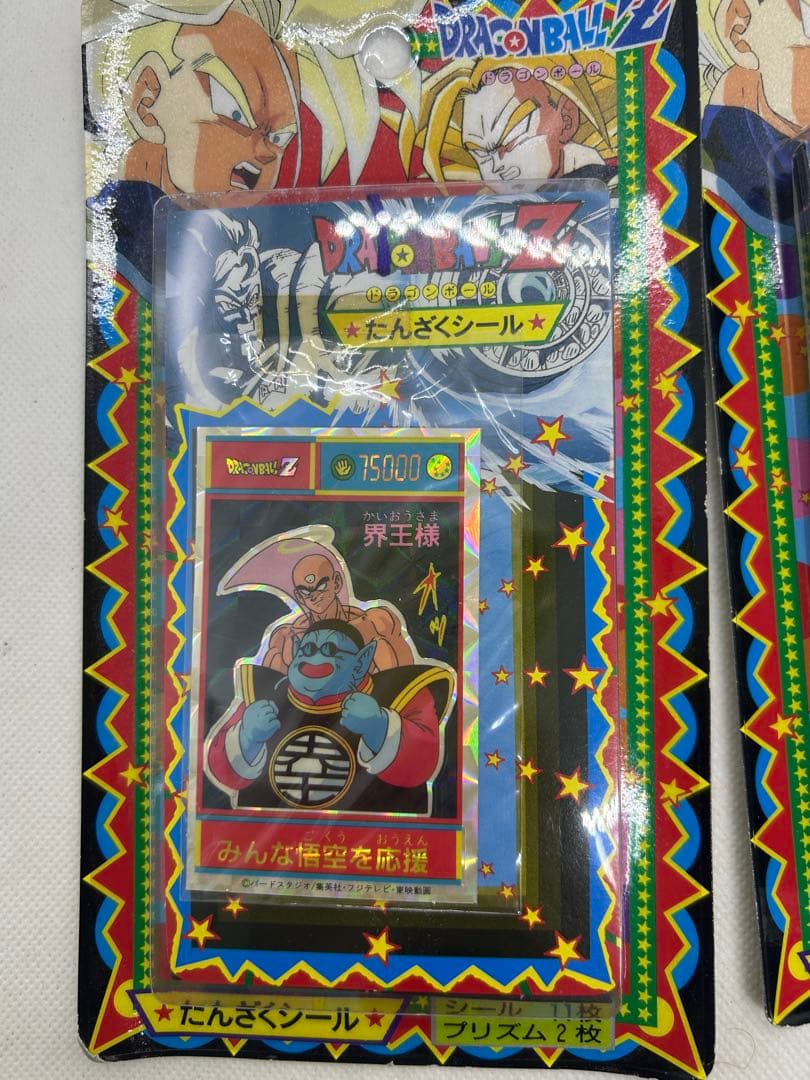 DRAGONBALL Z
ドラゴンボール
DRAGON BALL Z
ドラゴンボール
★たんざくシール★
DRAGONBALL Z
75000
かいおうさま
界王様
オッ
ごくう おうえん
みんな悟空を応援
©バードスタジオ/集英社・フジテレビ・東映動画
★たんざくシール★
シール 11枚
プリズム2枚